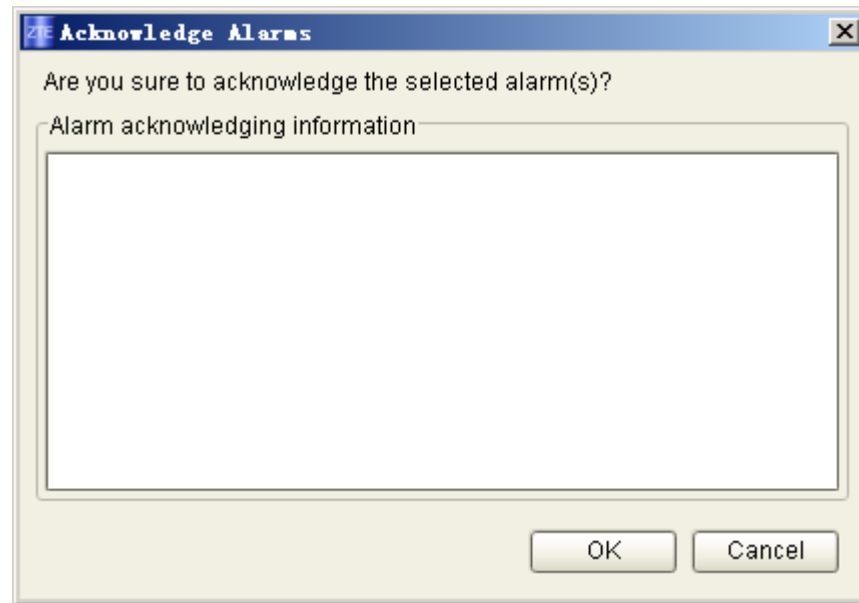 ZTE Acknowledge Alarms
Are you sure to acknowledge the selected alarm(s)?
Alarm acknowledging information
OK Cancel